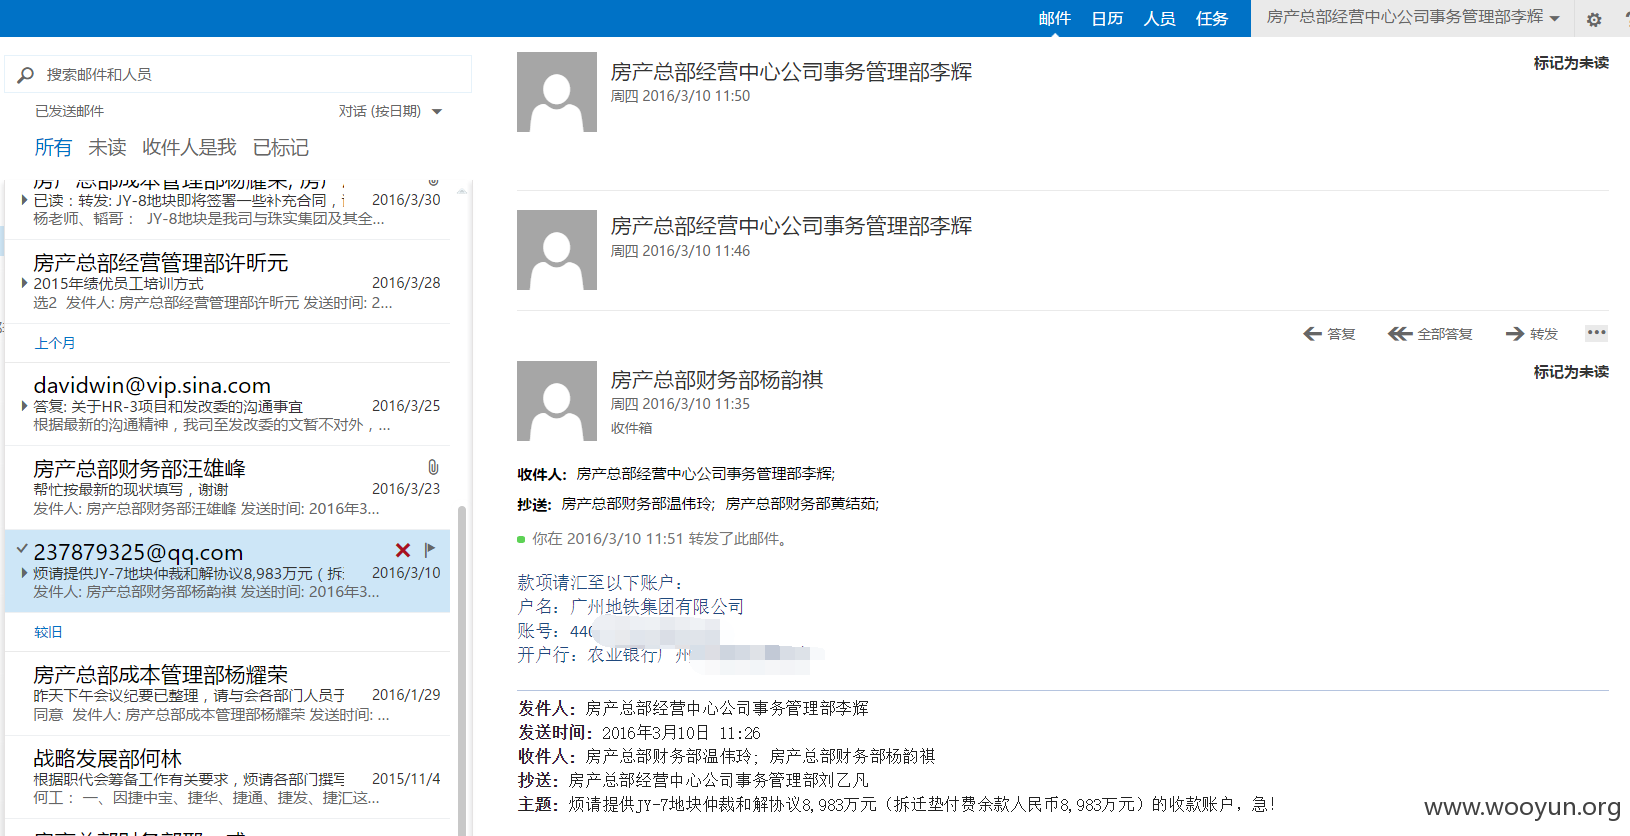 邮件 日历 人员 任务 房产总部经营中心公司事务管理部李辉
搜索邮件和人员
已发送邮件 对话 (按日期)
所有 未读 收件人是我 已标记
房产总部成本管理部杨耀荣; 房产
已读：转发: JY-8地块即将签署一些补充合同，
2016/3/30
杨老师、韬哥： JY-8地块是我司与珠实集团及其全...
房产总部经营管理部许昕元
2015年绩优员工培训方式 2016/3/28
选2 发件人: 房产总部经营管理部许昕元 发送时间: 2...
上个月
davidwin@vip.sina.com
答复: 关于HR-3项目和发改委的沟通事宜 2016/3/25
根据最新的沟通精神，我司至发改委的文暂不对外，...
房产总部财务部汪雄峰
帮忙按最新的现状填写，谢谢 2016/3/23
发件人: 房产总部财务部汪雄峰 发送时间: 2016年3...
237879325@qq.com
烦请提供JY-7地块仲裁和解协议8,983万元（拆 2016/3/10
发件人: 房产总部财务部杨韵祺 发送时间: 2016年3...
较旧
房产总部成本管理部杨耀荣
昨天下午会议纪要已整理，请与会各部门人员于 2016/1/29
同意 发件人: 房产总部成本管理部杨耀荣 发送时间: ...
战略发展部何林
根据职代会筹备工作有关要求，烦请各部门撰写 2015/11/4
何工： 一、因捷中宝、捷华、捷通、捷发、捷汇这...
房产总部经营中心公司事务管理部李辉
标记为未读
周四 2016/3/10 11:50
房产总部经营中心公司事务管理部李辉
周四 2016/3/10 11:46
答复 全部答复 转发
房产总部财务部杨韵祺
标记为未读
周四 2016/3/10 11:35
收件箱
收件人： 房产总部经营中心公司事务管理部李辉;
抄送： 房产总部财务部温伟玲; 房产总部财务部黄结茹;
你在 2016/3/10 11:51 转发了此邮件。
款项请汇至以下账户：
户名：广州地铁集团有限公司
账号：440
开户行：农业银行广州
发件人： 房产总部经营中心公司事务管理部李辉
发送时间： 2016年3月10日 11:26
收件人： 房产总部财务部温伟玲; 房产总部财务部杨韵祺
抄送： 房产总部经营中心公司事务管理部刘乙凡
主题： 烦请提供JY-7地块仲裁和解协议8,983万元（拆迁垫付费余款人民币8,983万元）的收款账户，急！
www.wooyun.org